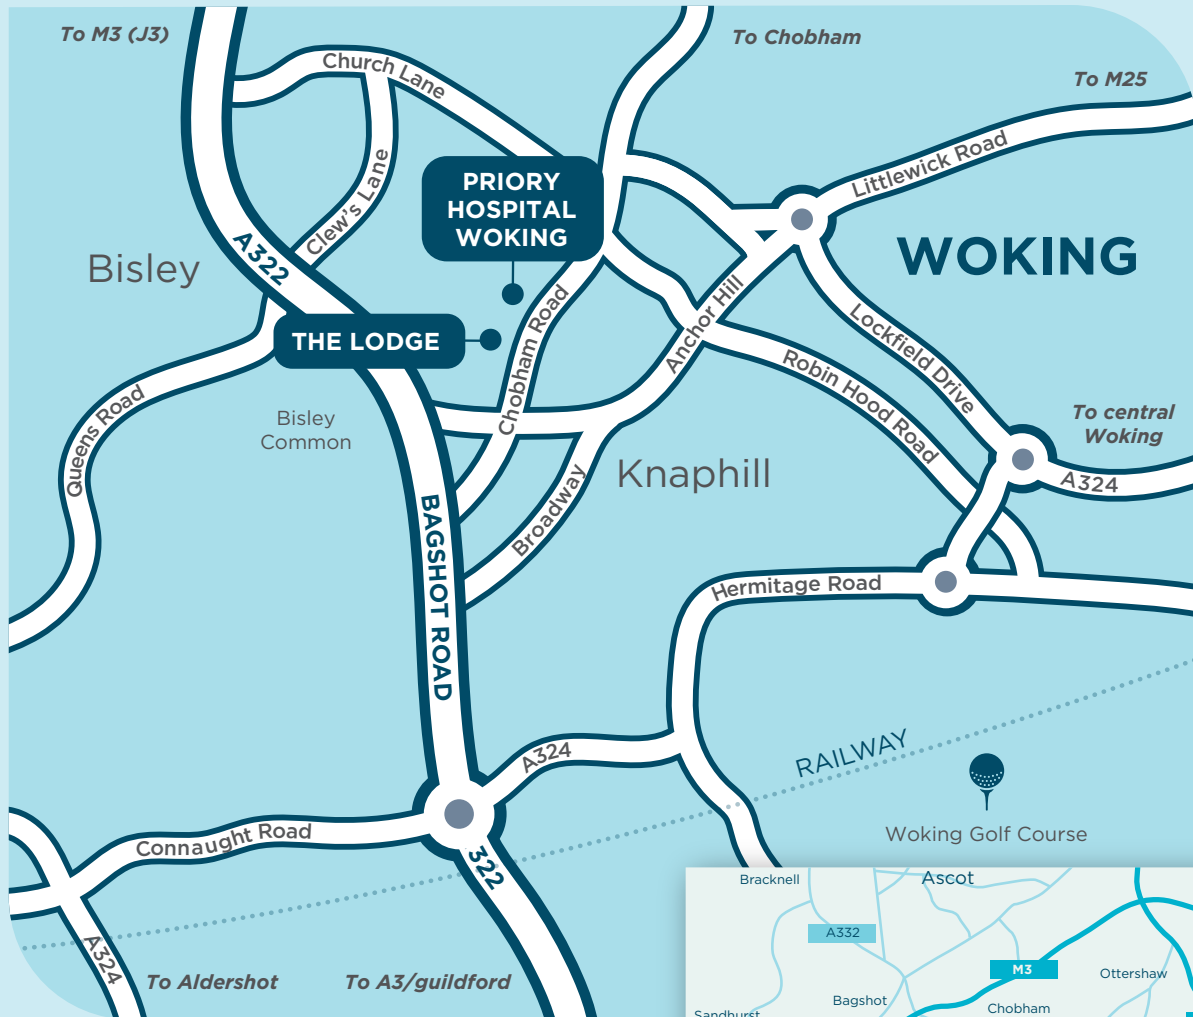 To M3 (J3)
To Chobham
To M25
Church Lane
Littlewick Road
Clew's Lane
PRIORY
HOSPITAL
WOKING
A322
Bisley
WOKING
Anchor Hill
Chobham Road
THE LODGE
Lockfield Drive
Robin Hood Road
Queens Road
Bisley
Common
To central
Woking
Knaphill
A324
Broadway
BAGSHOT ROAD
Hermitage Road
RAILWAY
A324
Woking Golf Course
Connaught Road
322
A324
To Aldershot
To A3/guildford
Bracknell
Ascot
A332
M3
Ottershaw
Bagshot
Chobham
Sandhurst